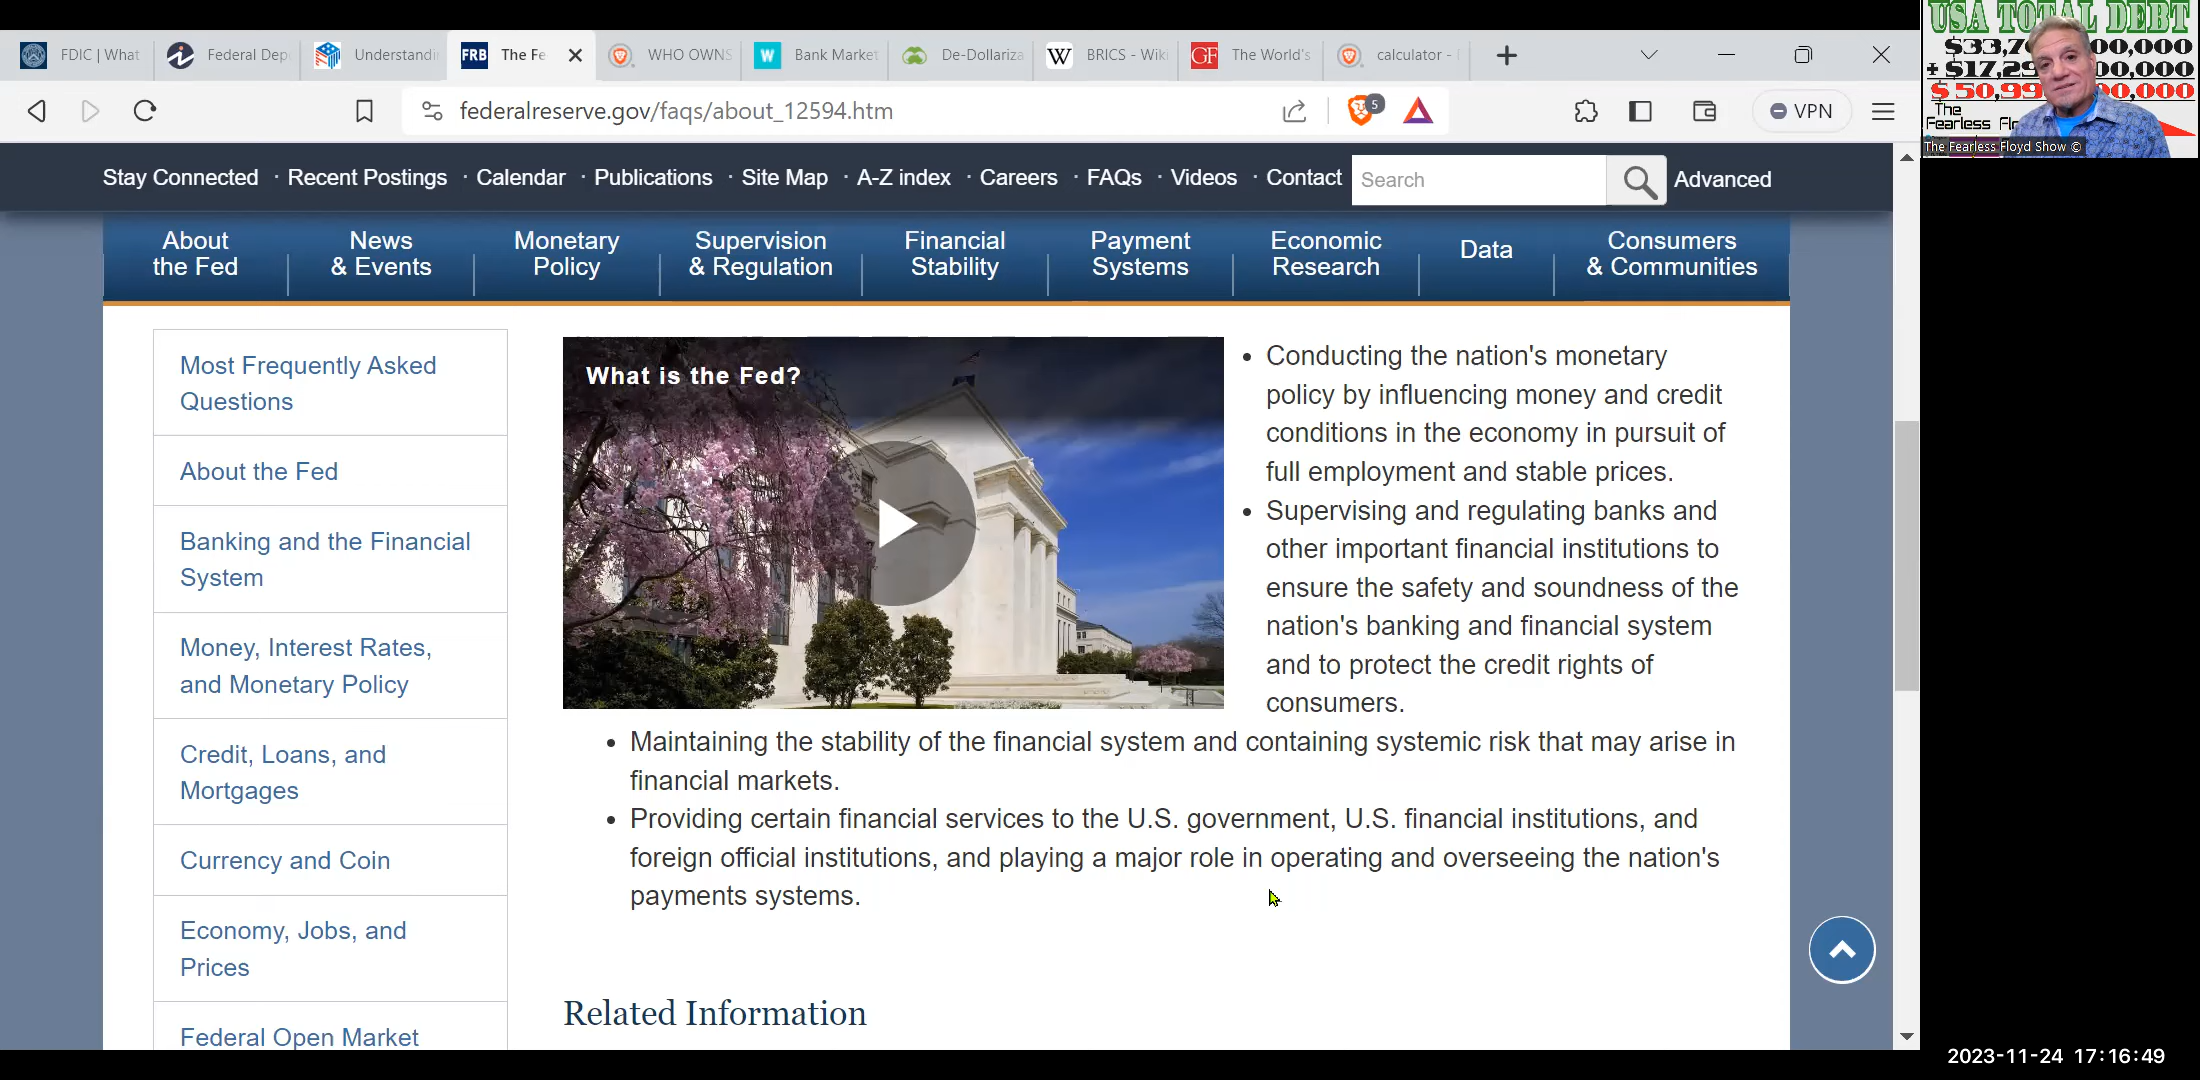 FDIC | What
Federal Dep
Understandi
FRB The Fe
WHO OWNS
W Bank Market
De-Dollariza
W BRICS - Wiki
GF The World's
calculator -
federalreserve.gov/faqs/about_12594.htm
5
VPN
USA TOTAL DEBT
The
Fearless
The Fearless Floyd Show ©
Stay Connected · Recent Postings · Calendar · Publications · Site Map · A-Z index · Careers · FAQs · Videos · Contact
Search
Advanced
About
the Fed
News
& Events
Monetary
Policy
Supervision
& Regulation
Financial
Stability
Payment
Systems
Economic
Research
Data
Consumers
& Communities
Most Frequently Asked
Questions
About the Fed
Banking and the Financial
System
Money, Interest Rates,
and Monetary Policy
Credit, Loans, and
Mortgages
Currency and Coin
Economy, Jobs, and
Prices
Federal Open Market
What is the Fed?
• Conducting the nation's monetary
policy by influencing money and credit
conditions in the economy in pursuit of
full employment and stable prices.
• Supervising and regulating banks and
other important financial institutions to
ensure the safety and soundness of the
nation's banking and financial system
and to protect the credit rights of
consumers.
• Maintaining the stability of the financial system and containing systemic risk that may arise in
financial markets.
• Providing certain financial services to the U.S. government, U.S. financial institutions, and
foreign official institutions, and playing a major role in operating and overseeing the nation's
payments systems.
Related Information
2023-11-24 17:16:49